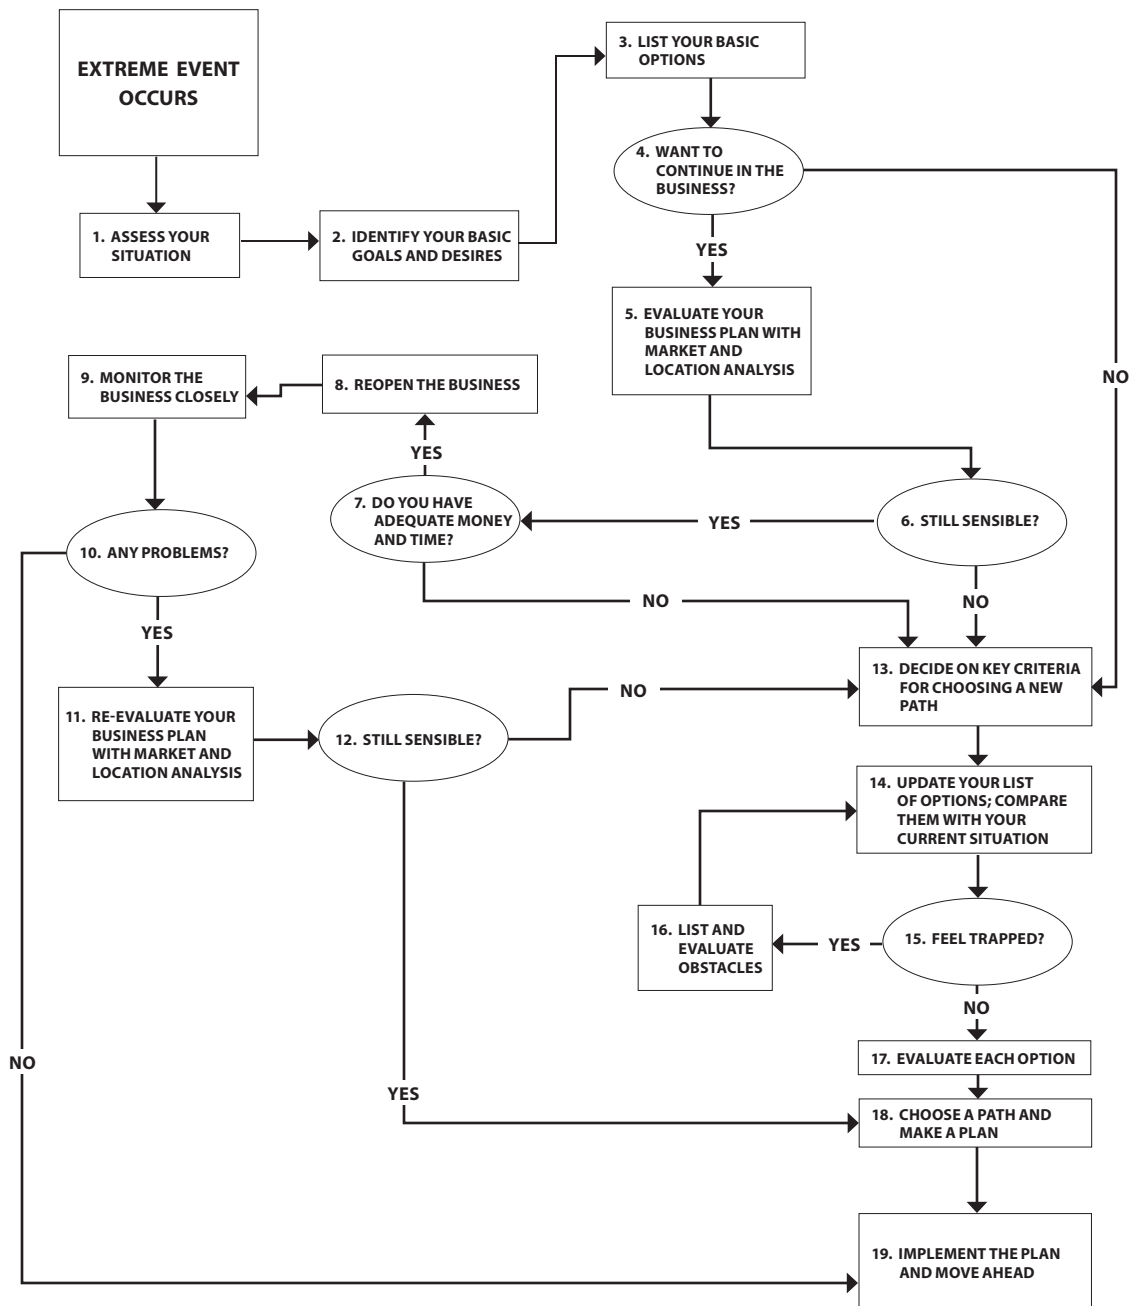 EXTREME EVENT
OCCURS
1. ASSESS YOUR
SITUATION
2. IDENTIFY YOUR BASIC
GOALS AND DESIRES
3. LIST YOUR BASIC
OPTIONS
4. WANT TO
CONTINUE IN THE
BUSINESS?
NO
YES
5. EVALUATE YOUR
BUSINESS PLAN WITH
MARKET AND
LOCATION ANALYSIS
6. STILL SENSIBLE?
YES
NO
7. DO YOU HAVE
ADEQUATE MONEY
AND TIME?
YES
NO
8. REOPEN THE BUSINESS
9. MONITOR THE
BUSINESS CLOSELY
10. ANY PROBLEMS?
YES
NO
11. RE-EVALUATE YOUR
BUSINESS PLAN
WITH MARKET AND
LOCATION ANALYSIS
12. STILL SENSIBLE?
NO
YES
13. DECIDE ON KEY CRITERIA
FOR CHOOSING A NEW
PATH
14. UPDATE YOUR LIST
OF OPTIONS; COMPARE
THEM WITH YOUR
CURRENT SITUATION
15. FEEL TRAPPED?
YES
NO
16. LIST AND
EVALUATE
OBSTACLES
17. EVALUATE EACH OPTION
18. CHOOSE A PATH AND
MAKE A PLAN
19. IMPLEMENT THE PLAN
AND MOVE AHEAD